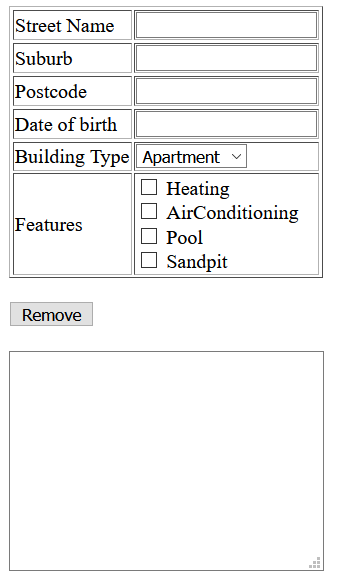 Street Name
Suburb
Postcode
Date of birth
Building Type Apartment
Features
Heating
AirConditioning
Pool
Sandpit
Remove